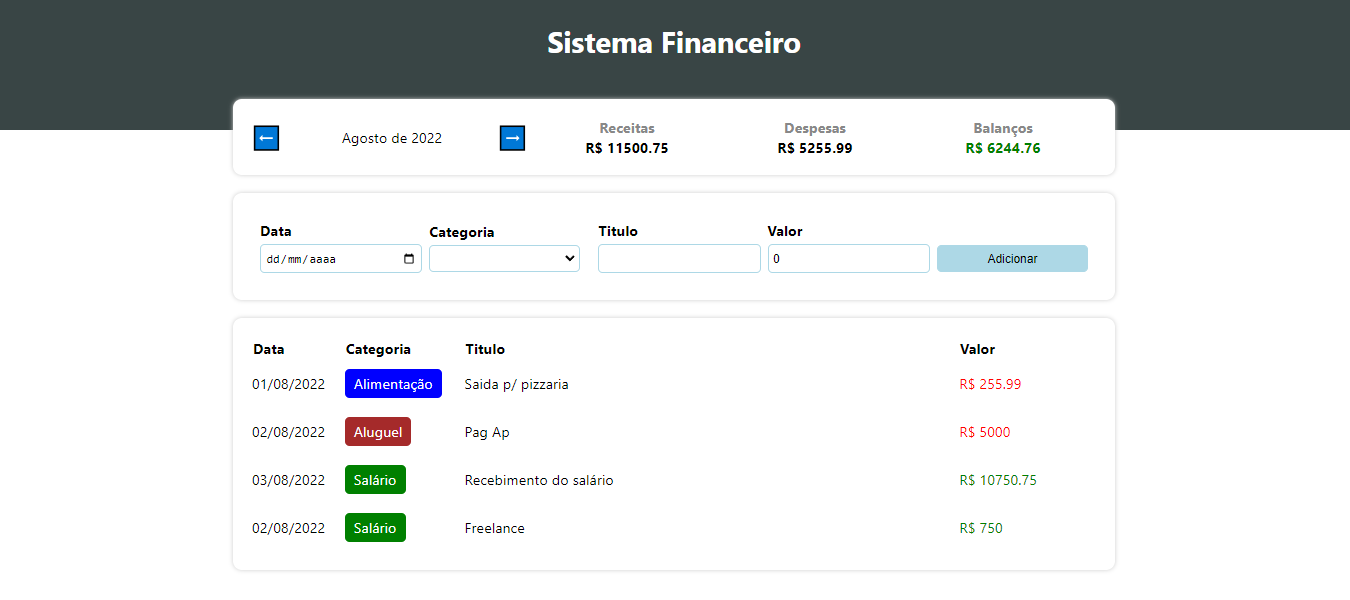 Sistema Financeiro
← Agosto de 2022 → Receitas Despesas Balanços
R$ 11500.75 R$ 5255.99 R$ 6244.76
Data Categoria Titulo Valor
dd/mm/aaaa 0 Adicionar
Data Categoria Titulo Valor
01/08/2022 Alimentação Saida p/ pizzaria R$ 255.99
02/08/2022 Aluguel Pag Ap R$ 5000
03/08/2022 Salário Recebimento do salário R$ 10750.75
02/08/2022 Salário Freelance R$ 750